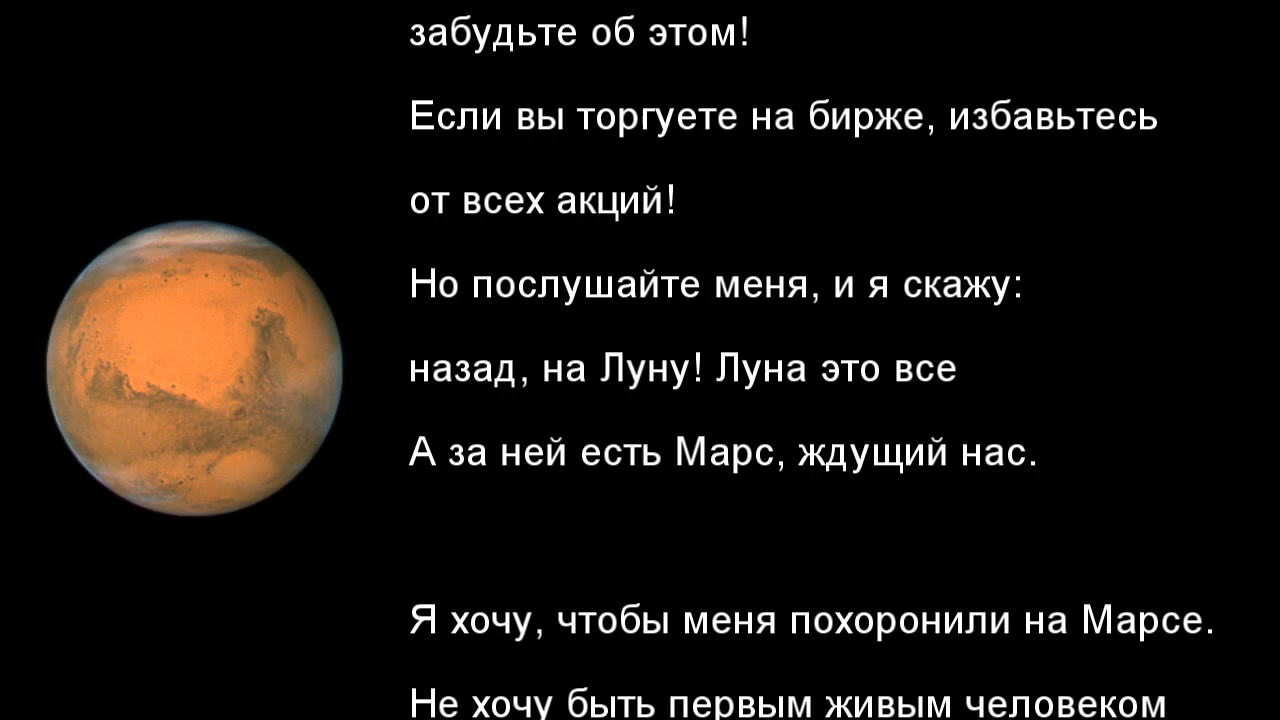 забудьте об этом!
Если вы торгуете на бирже, избавьтесь
от всех акций!
Но послушайте меня, и я скажу:
назад, на Луну! Луна это все
А за ней есть Марс, ждущий нас.
Я хочу, чтобы меня похоронили на Марсе.
Не хочу быть первым живым человеком